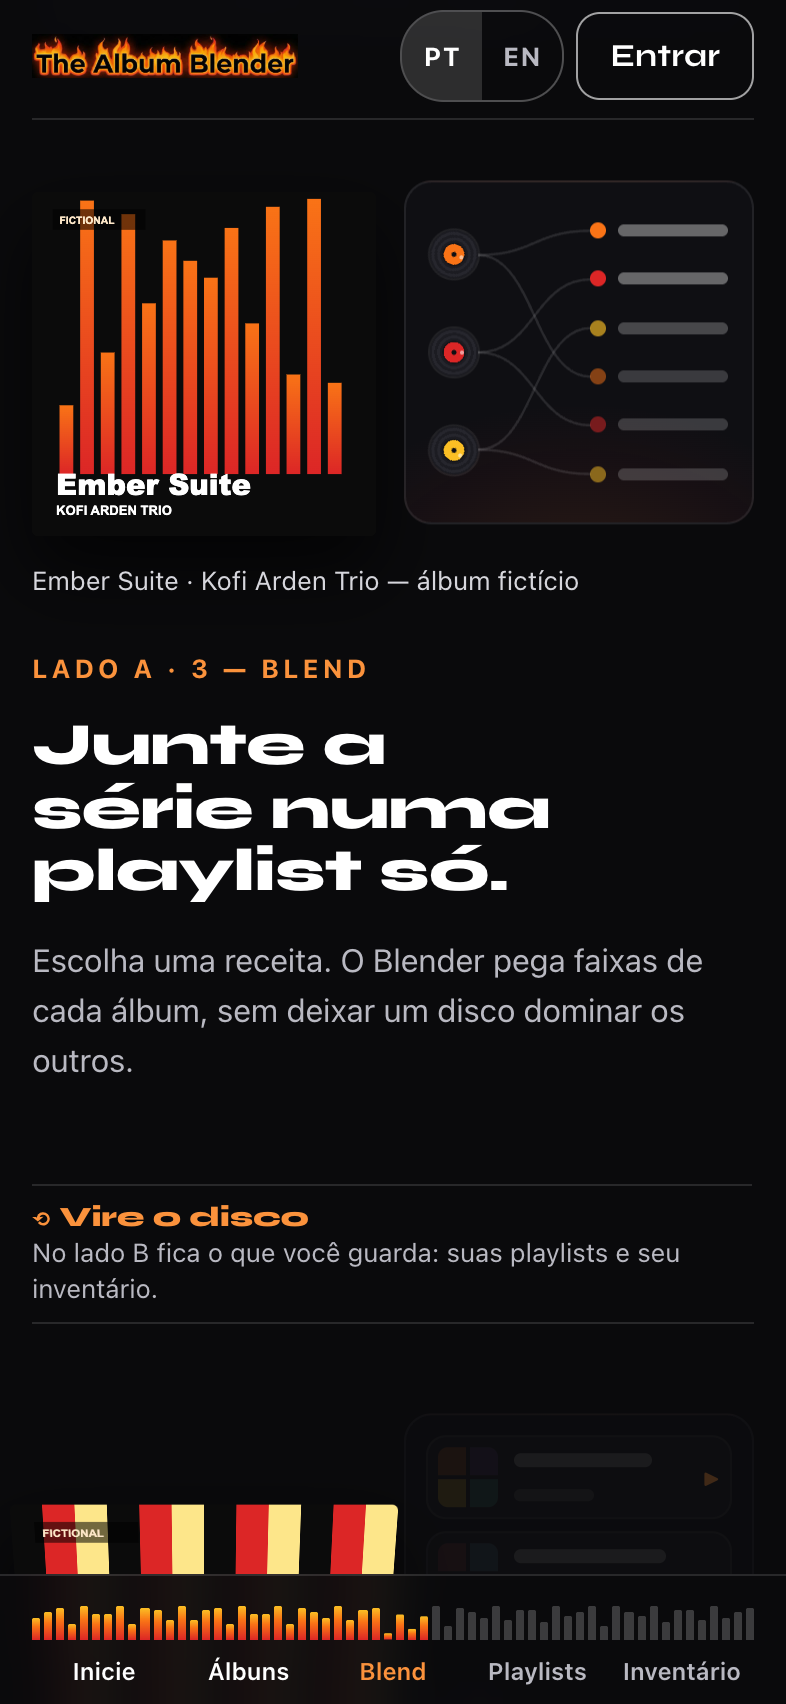 The Album Blender
PT
EN
Entrar
FICTIONAL
Ember Suite
KOFI ARDEN TRIO
Ember Suite · Kofi Arden Trio — álbum fictício
LADO A · 3 — BLEND
Junte a
série numa
playlist só.
Escolha uma receita. O Blender pega faixas de
cada álbum, sem deixar um disco dominar os
outros.
⟲ Vire o disco
No lado B fica o que você guarda: suas playlists e seu
inventário.
FICTIONAL
Inicie
Álbuns
Blend
Playlists
Inventário